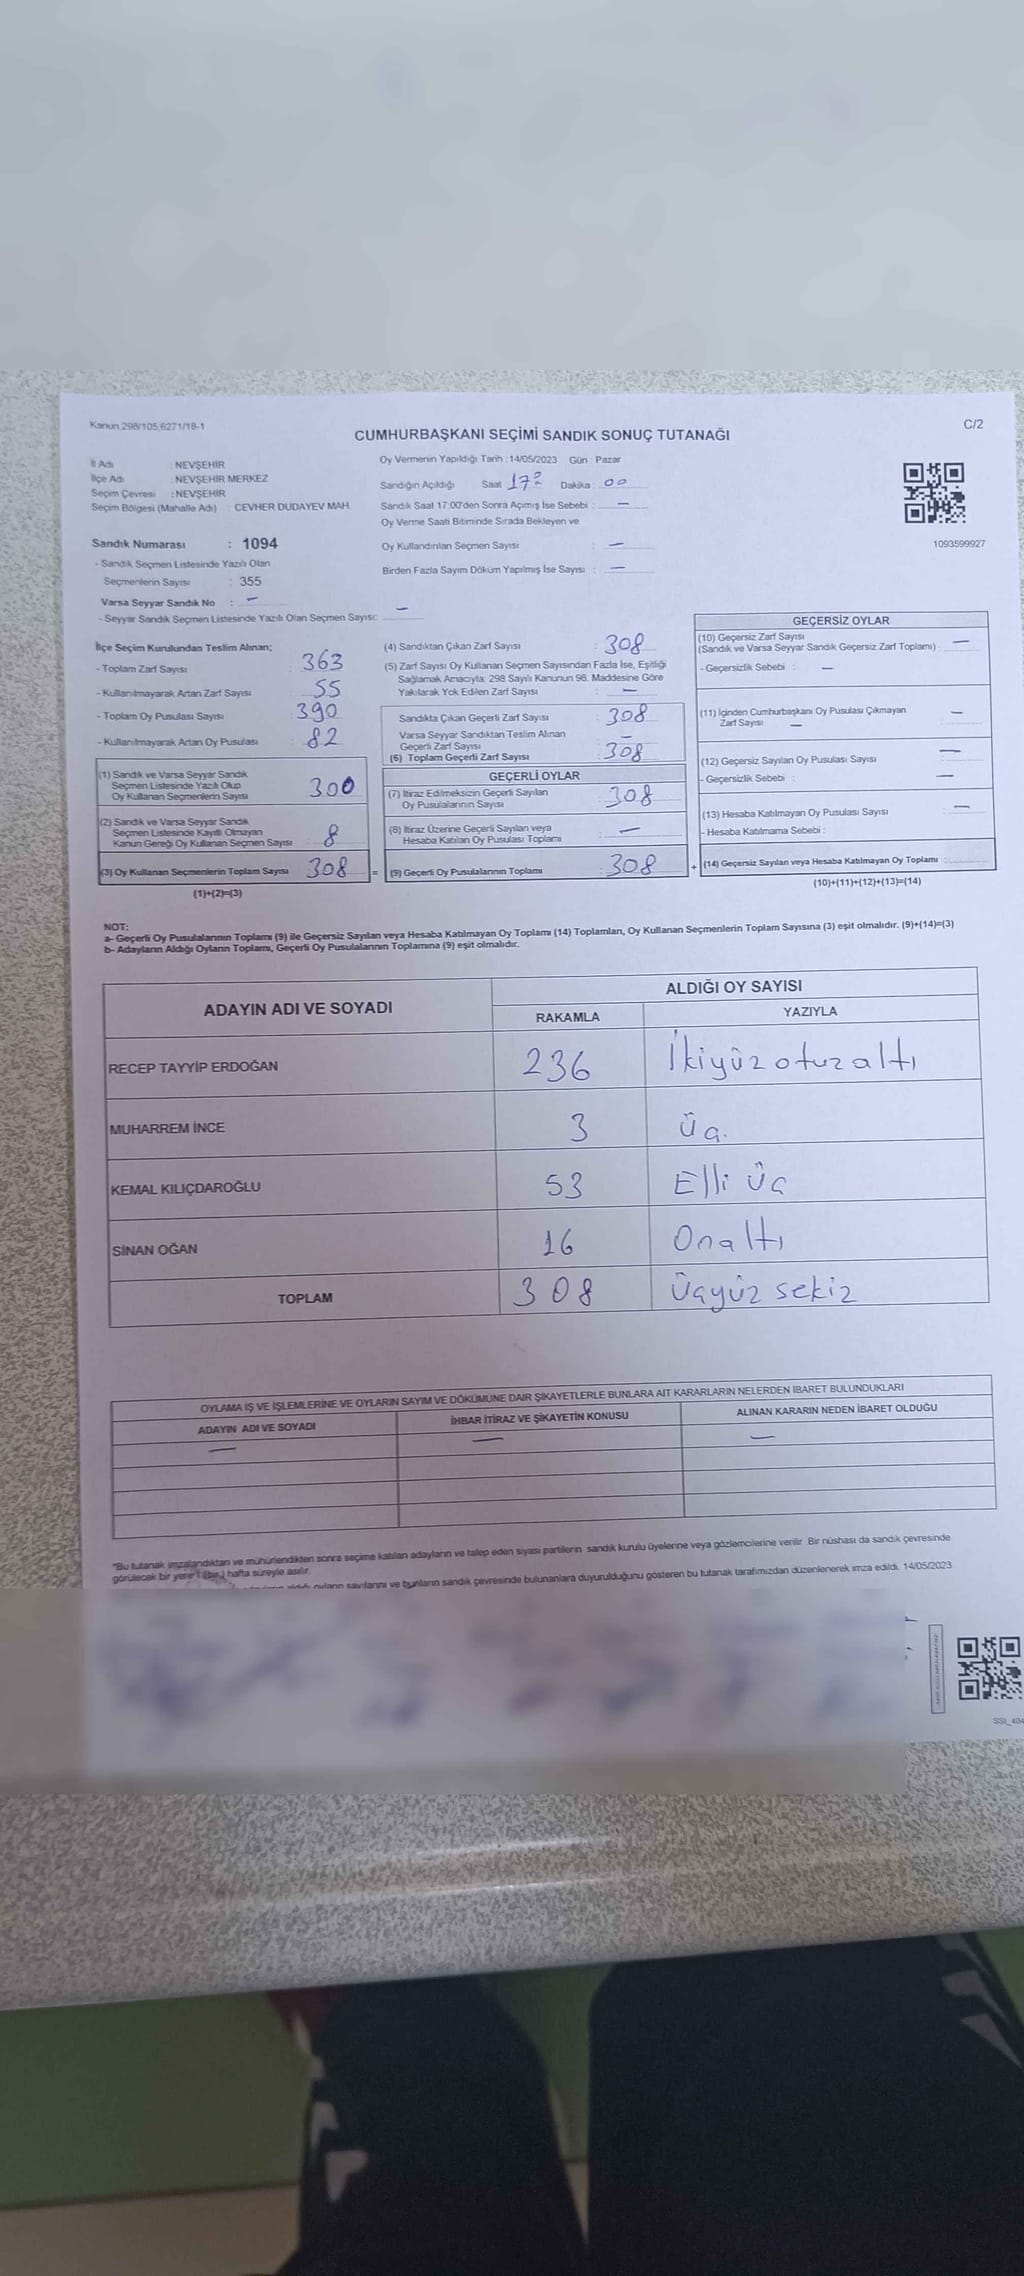 Kanun,298/105,6271/18-1
C/2
CUMHURBAŞKANI SEÇİMİ SANDIK SONUÇ TUTANAĞI
İl Adı : NEVŞEHİR
İlçe Adı : NEVŞEHİR MERKEZ
Seçim Çevresi : NEVŞEHİR
Seçim Bölgesi (Mahalle Adı) : CEVHER DUDAYEV MAH.
Sandık Numarası : 1094
- Sandık Seçmen Listesinde Yazılı Olan
Seçmenlerin Sayısı : 355
Varsa Seyyar Sandık No : —
- Seyyar Sandık Seçmen Listesinde Yazılı Olan Seçmen Sayısı: —
Oy Vermenin Yapıldığı Tarih : 14/05/2023 Gün : Pazar
Sandığın Açıldığı Saat 17 Dakika : 00
Sandık Saat 17:00'den Sonra Açımış İse Sebebi : —
Oy Verme Saati Bitiminde Sırada Bekleyen ve
Oy Kullandırılan Seçmen Sayısı : —
Birden Fazla Sayım Döküm Yapılmış İse Sayısı : —
1093599927
İlçe Seçim Kurulundan Teslim Alınan;
- Toplam Zarf Sayısı : 363
- Kullanılmayarak Artan Zarf Sayısı : 55
- Toplam Oy Pusulası Sayısı : 390
- Kullanılmayarak Artan Oy Pusulası : 82
(1) Sandık ve Varsa Seyyar Sandık
Seçmen Listesinde Yazılı Olup
Oy Kullanan Seçmenlerin Sayısı 300
(2) Sandık ve Varsa Seyyar Sandık
Seçmen Listesinde Kayıtlı Olmayan
Kanun Gereği Oy Kullanan Seçmen Sayısı 8
(3) Oy Kullanan Seçmenlerin Toplam Sayısı 308 =
(1)+(2)=(3)
(4) Sandıktan Çıkan Zarf Sayısı : 308
(5) Zarf Sayısı Oy Kullanan Seçmen Sayısından Fazla İse, Eşitliği
Sağlamak Amacıyla; 298 Sayılı Kanunun 98. Maddesine Göre
Yakılarak Yok Edilen Zarf Sayısı : —
Sandıkta Çıkan Geçerli Zarf Sayısı : 308
Varsa Seyyar Sandıktan Teslim Alınan
Geçerli Zarf Sayısı : —
(6) Toplam Geçerli Zarf Sayısı : 308
GEÇERLİ OYLAR
(7) İtiraz Edilmeksizin Geçerli Sayılan
Oy Pusulalarının Sayısı : 308
(8) İtiraz Üzerine Geçerli Sayılan veya
Hesaba Katılan Oy Pusulası Toplamı : —
(9) Geçerli Oy Pusulalarının Toplamı : 308 +
GEÇERSİZ OYLAR
(10) Geçersiz Zarf Sayısı
(Sandık ve Varsa Seyyar Sandık Geçersiz Zarf Toplamı) : —
- Geçersizlik Sebebi : —
(11) İçinden Cumhurbaşkanı Oy Pusulası Çıkmayan
Zarf Sayısı — —
(12) Geçersiz Sayılan Oy Pusulası Sayısı —
- Geçersizlik Sebebi : —
(13) Hesaba Katılmayan Oy Pusulası Sayısı —
- Hesaba Katılmama Sebebi :
(14) Geçersiz Sayılan veya Hesaba Katılmayan Oy Toplamı :
(10)+(11)+(12)+(13)=(14)
NOT:
a- Geçerli Oy Pusulalarının Toplamı (9) ile Geçersiz Sayılan veya Hesaba Katılmayan Oy Toplamı (14) Toplamları, Oy Kullanan Seçmenlerin Toplam Sayısına (3) eşit olmalıdır. (9)+(14)=(3)
b- Adayların Aldığı Oyların Toplamı, Geçerli Oy Pusulalarının Toplamına (9) eşit olmalıdır.
ADAYIN ADI VE SOYADI
ALDIĞI OY SAYISI
RAKAMLA YAZIYLA
RECEP TAYYİP ERDOĞAN 236 İkiyüz otuz altı
MUHARREM İNCE 3 Üç.
KEMAL KILIÇDAROĞLU 53 Elli Üç
SİNAN OĞAN 16 Onaltı
TOPLAM 308 Üçyüz sekiz
OYLAMA İŞ VE İŞLEMLERİNE VE OYLARIN SAYIM VE DÖKÜMÜNE DAİR ŞİKAYETLERLE BUNLARA AİT KARARLARIN NELERDEN İBARET BULUNDUKLARI
ADAYIN ADI VE SOYADI İHBAR İTİRAZ VE ŞİKAYETİN KONUSU ALINAN KARARIN NEDEN İBARET OLDUĞU
— — —
*Bu tutanak imzalandıktan ve mühürlendikten sonra seçime katılan adayların ve talep eden siyasi partilerin sandık kurulu üyelerine veya gözlemcilerine verilir. Bir nüshası da sandık çevresinde
görülecek bir yere 1 (bir) hafta süreyle asılır.
aldığı oyların sayılarını ve bunların sandık çevresinde bulunanlara duyurulduğunu gösteren bu tutanak tarafımızdan düzenlenerek imza edildi. 14/05/2023